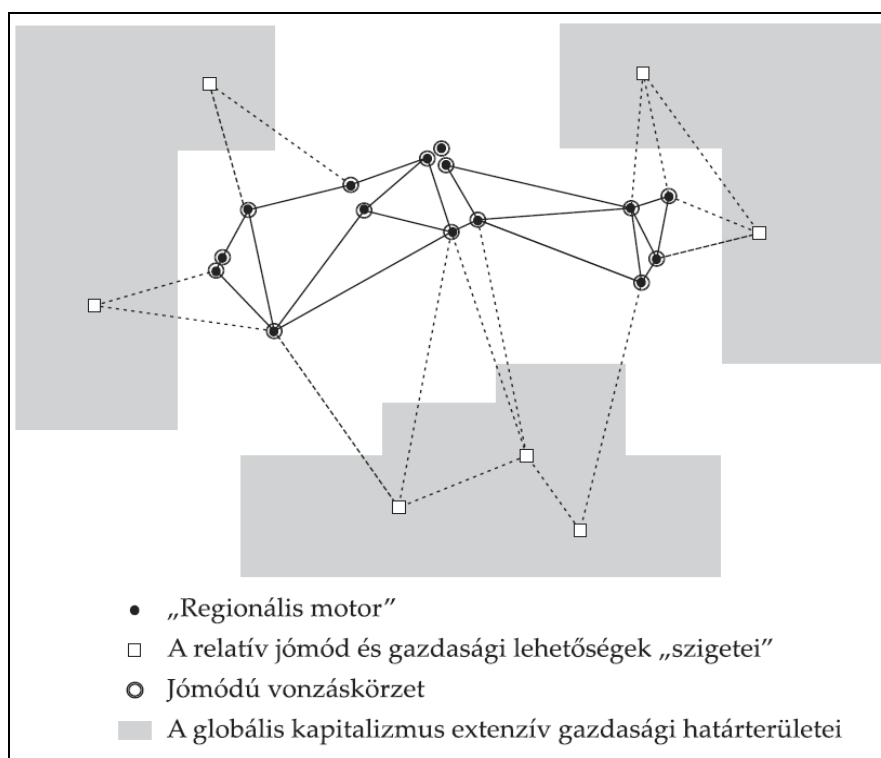 „Regionális motor”
A relatív jómód és gazdasági lehetőségek „szigetei”
Jómódú vonzáskörzet
A globális kapitalizmus extenzív gazdasági határterületei